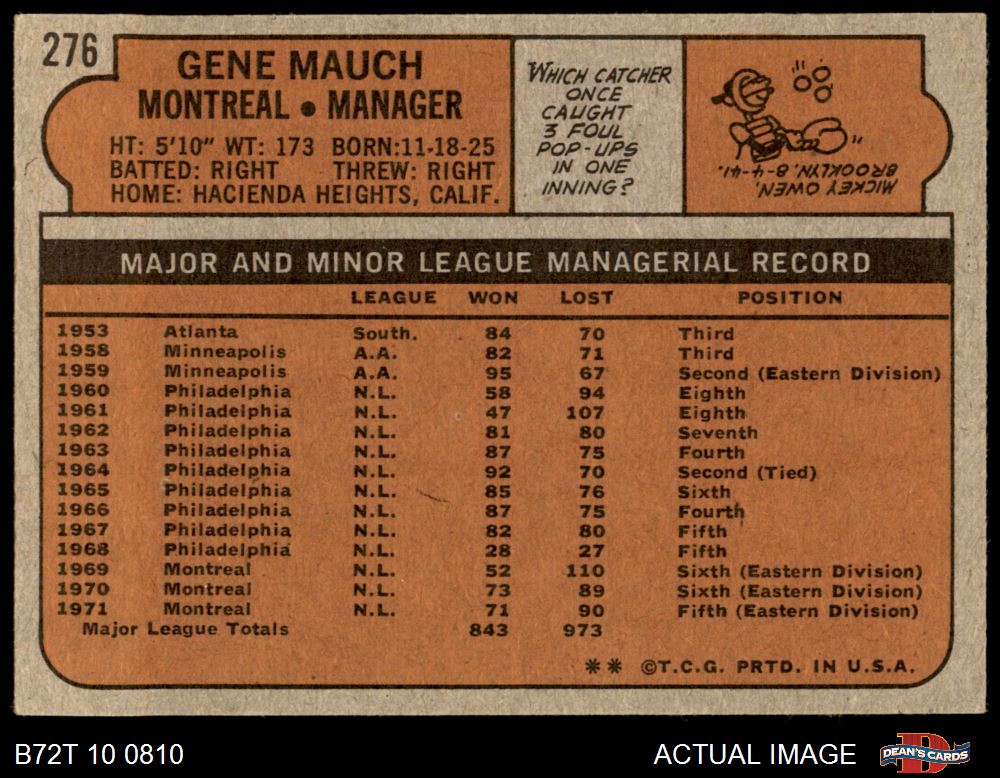 276
GENE MAUCH
MONTREAL • MANAGER
HT: 5'10" WT: 173 BORN: 11-18-25
BATTED: RIGHT THREW: RIGHT
HOME: HACIENDA HEIGHTS, CALIF.
WHICH CATCHER
ONCE
CAUGHT
3 FOUL
POP-UPS
IN ONE
INNING?
MICKEY OWEN,
BROOKLYN, 8-4-41.
MAJOR AND MINOR LEAGUE MANAGERIAL RECORD
LEAGUE WON LOST POSITION
1953 Atlanta South. 84 70 Third
1958 Minneapolis A.A. 82 71 Third
1959 Minneapolis A.A. 95 67 Second (Eastern Division)
1960 Philadelphia N.L. 58 94 Eighth
1961 Philadelphia N.L. 47 107 Eighth
1962 Philadelphia N.L. 81 80 Seventh
1963 Philadelphia N.L. 87 75 Fourth
1964 Philadelphia N.L. 92 70 Second (Tied)
1965 Philadelphia N.L. 85 76 Sixth
1966 Philadelphia N.L. 87 75 Fourth
1967 Philadelphia N.L. 82 80 Fifth
1968 Philadelphia N.L. 28 27 Fifth
1969 Montreal N.L. 52 110 Sixth (Eastern Division)
1970 Montreal N.L. 73 89 Sixth (Eastern Division)
1971 Montreal N.L. 71 90 Fifth (Eastern Division)
Major League Totals 843 973
** ©T.C.G. PRTD. IN U.S.A.
B72T 10 0810
ACTUAL IMAGE
DEAN'S CARDS